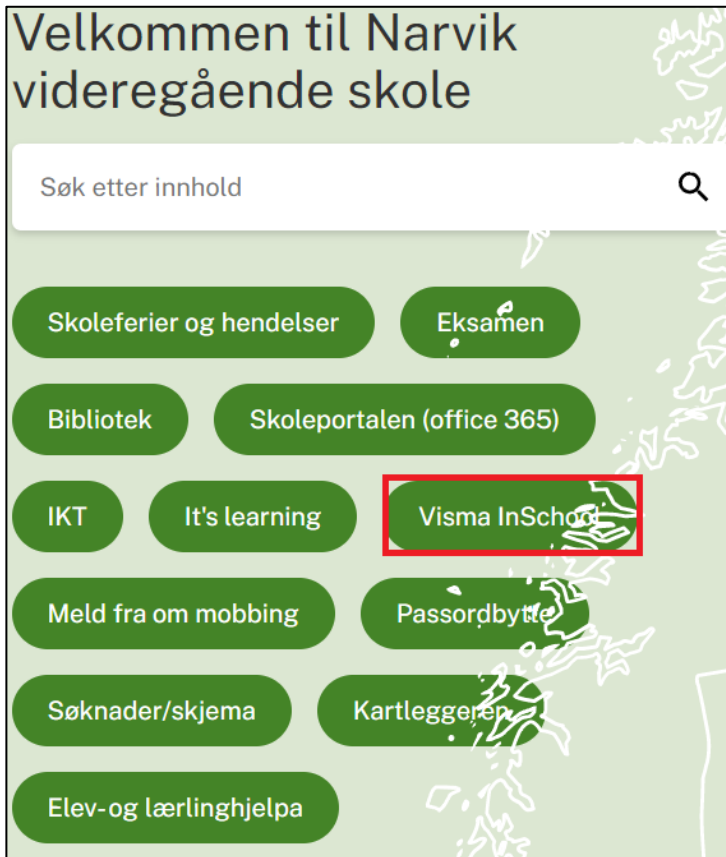 Velkommen til Narvik
videregående skole
Søk etter innhold
Skoleferier og hendelser
Eksamen
Bibliotek
Skoleportalen (office 365)
IKT
It's learning
Visma InSchool
Meld fra om mobbing
Passordbytte
Søknader/skjema
Kartleggeren
Elev- og lærlinghjelpa